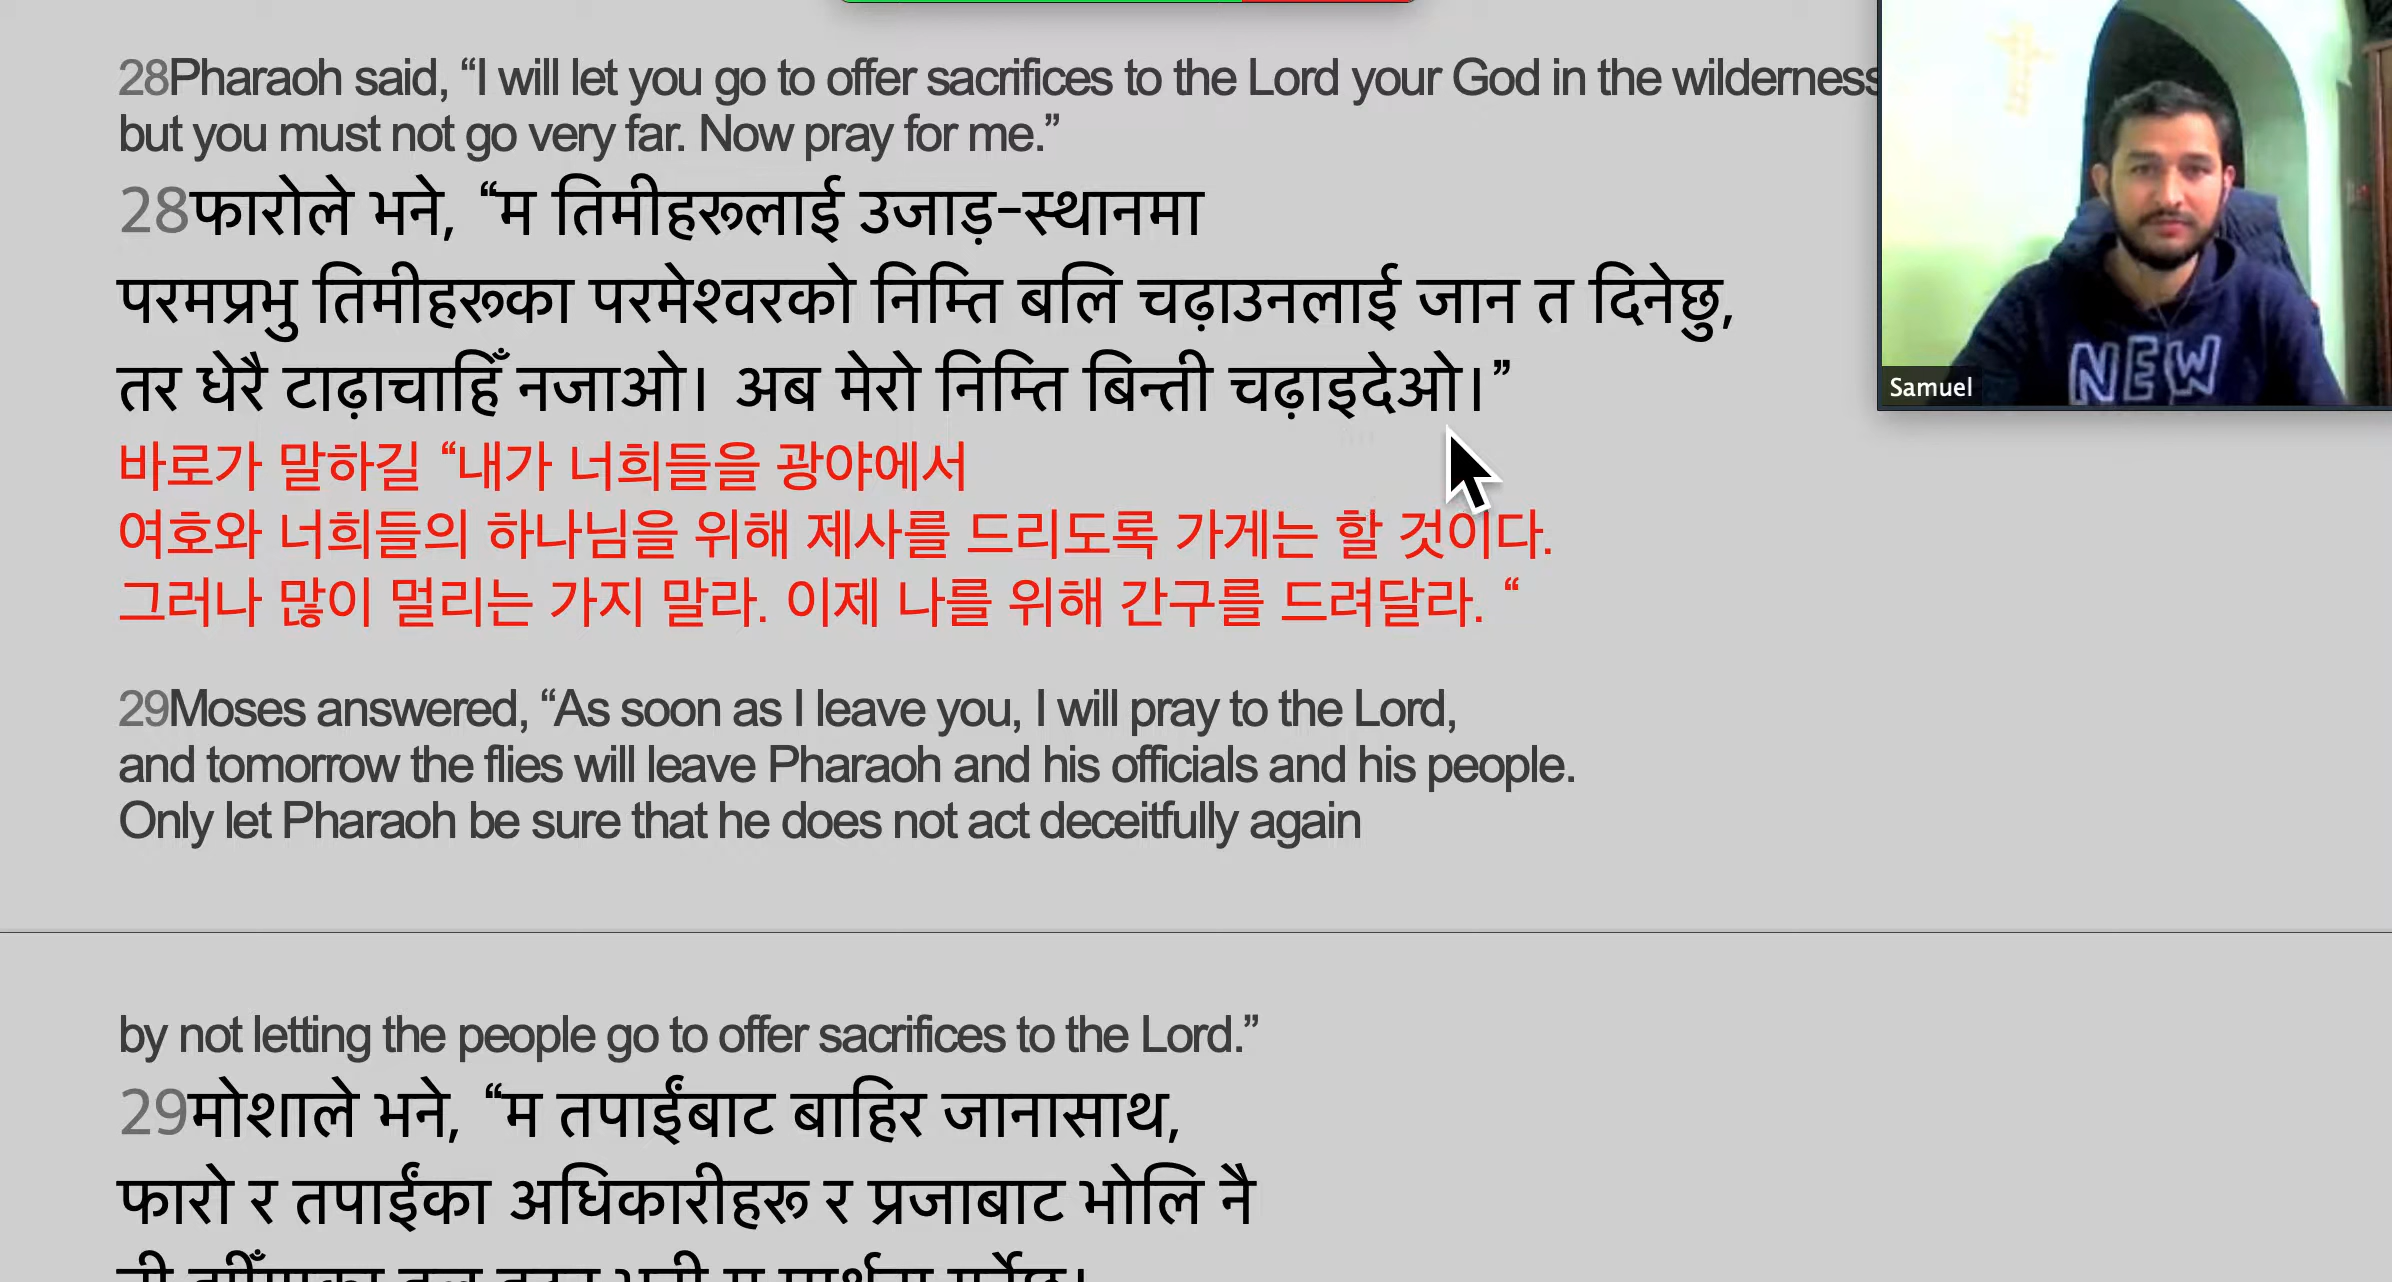 28Pharaoh said, “I will let you go to offer sacrifices to the Lord your God in the wilderness
but you must not go very far. Now pray for me.”
28फारोले भने, “म तिमीहरूलाई उजाड़-स्थानमा
परमप्रभु तिमीहरूका परमेश्वरको निम्ति बलि चढ़ाउनलाई जान त दिनेछु,
तर धेरै टाढ़ाचाहिँ नजाओ। अब मेरो निम्ति बिन्ती चढ़ाइदेओ।”
바로가 말하길 “내가 너희들을 광야에서
여호와 너희들의 하나님을 위해 제사를 드리도록 가게는 할 것이다.
그러나 많이 멀리는 가지 말라. 이제 나를 위해 간구를 드려달라. “
29Moses answered, “As soon as I leave you, I will pray to the Lord,
and tomorrow the flies will leave Pharaoh and his officials and his people.
Only let Pharaoh be sure that he does not act deceitfully again
by not letting the people go to offer sacrifices to the Lord.”
29मोशाले भने, “म तपाईंबाट बाहिर जानासाथ,
फारो र तपाईंका अधिकारीहरू र प्रजाबाट भोलि नै
NEW
Samuel